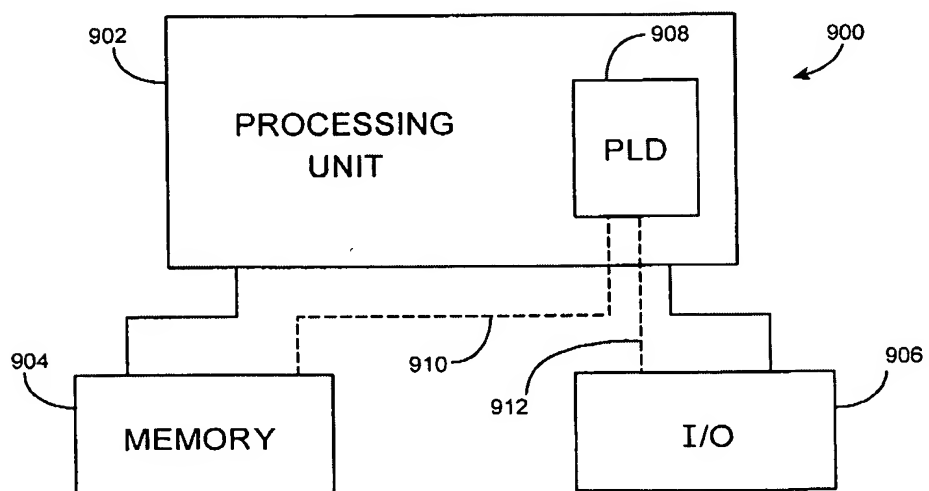 902
908
900
PROCESSING
UNIT
PLD
904
910
912
906
MEMORY
I/O